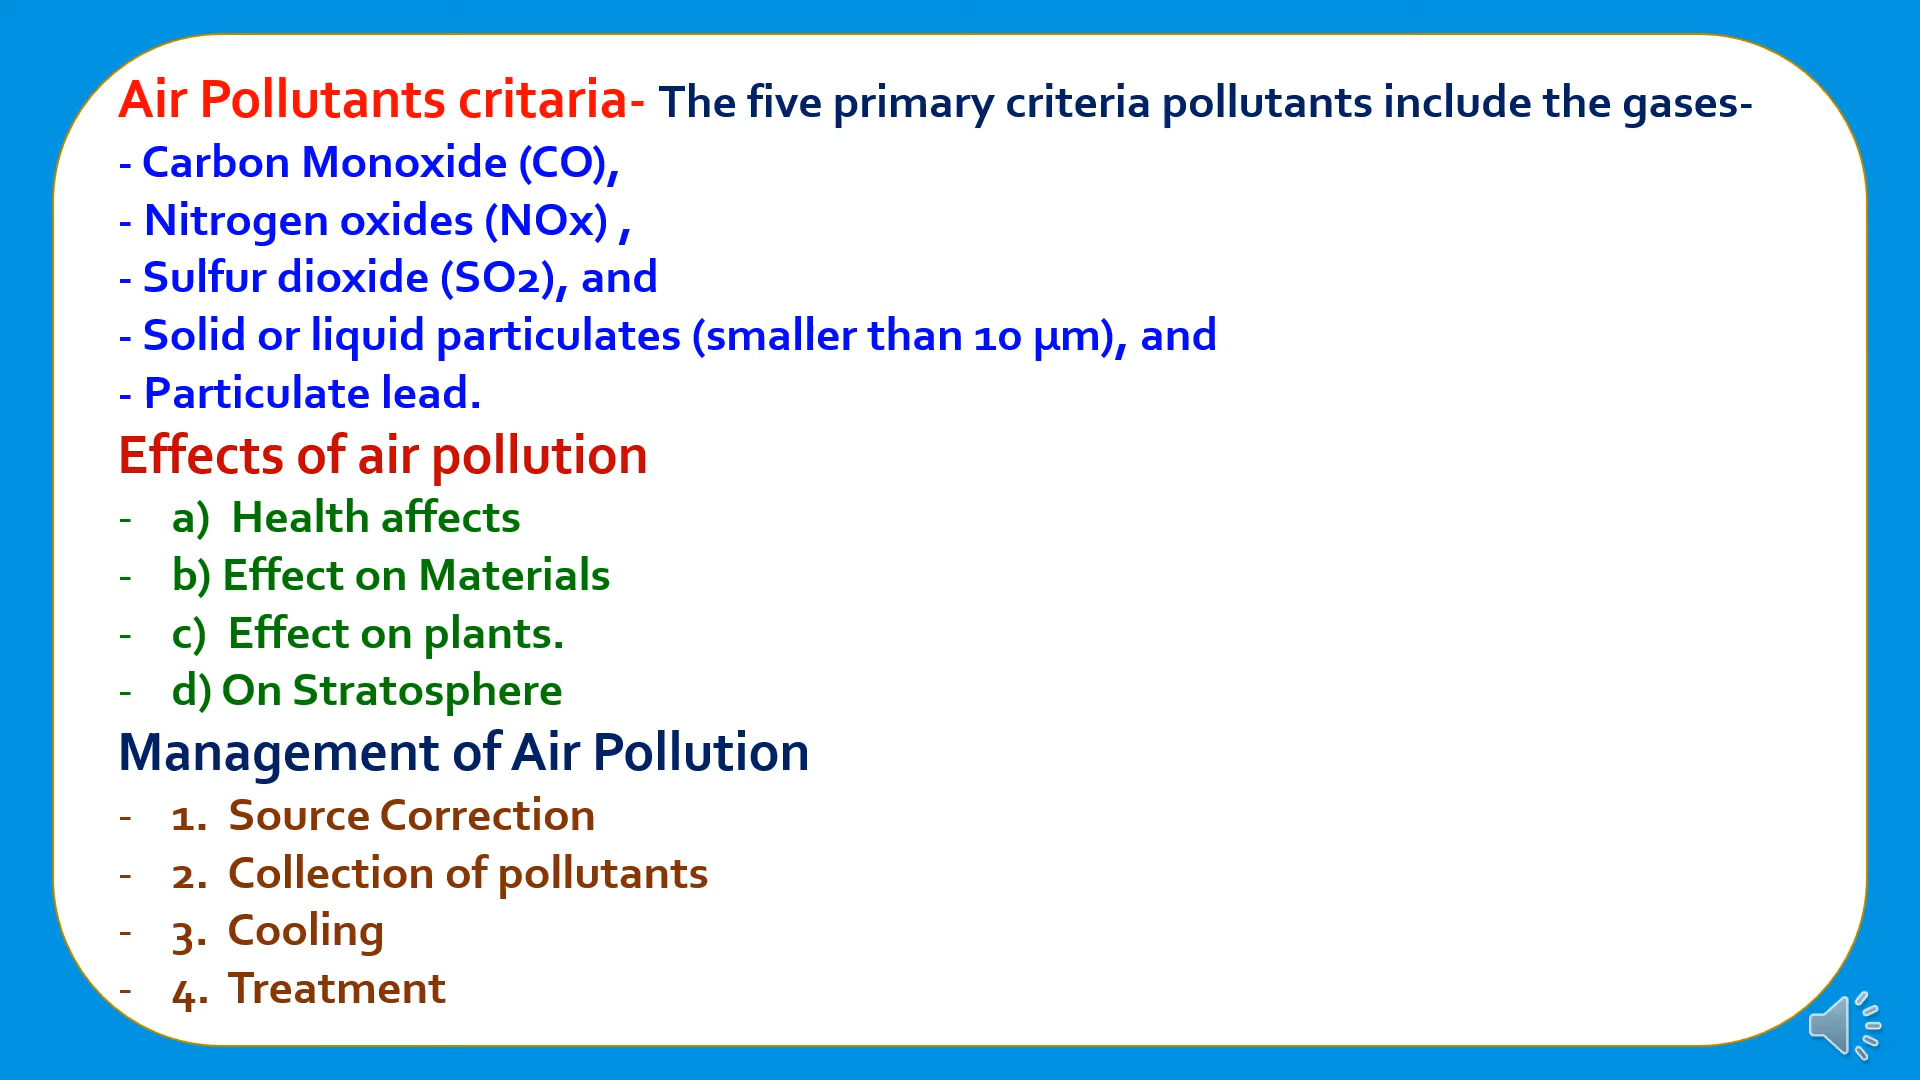 Air Pollutants critaria- The five primary criteria pollutants include the gases-
- Carbon Monoxide (CO),
- Nitrogen oxides (NOx) ,
- Sulfur dioxide (SO2), and
- Solid or liquid particulates (smaller than 10 µm), and
- Particulate lead.
Effects of air pollution
- a) Health affects
- b) Effect on Materials
- c) Effect on plants.
- d) On Stratosphere
Management of Air Pollution
- 1. Source Correction
- 2. Collection of pollutants
- 3. Cooling
- 4. Treatment